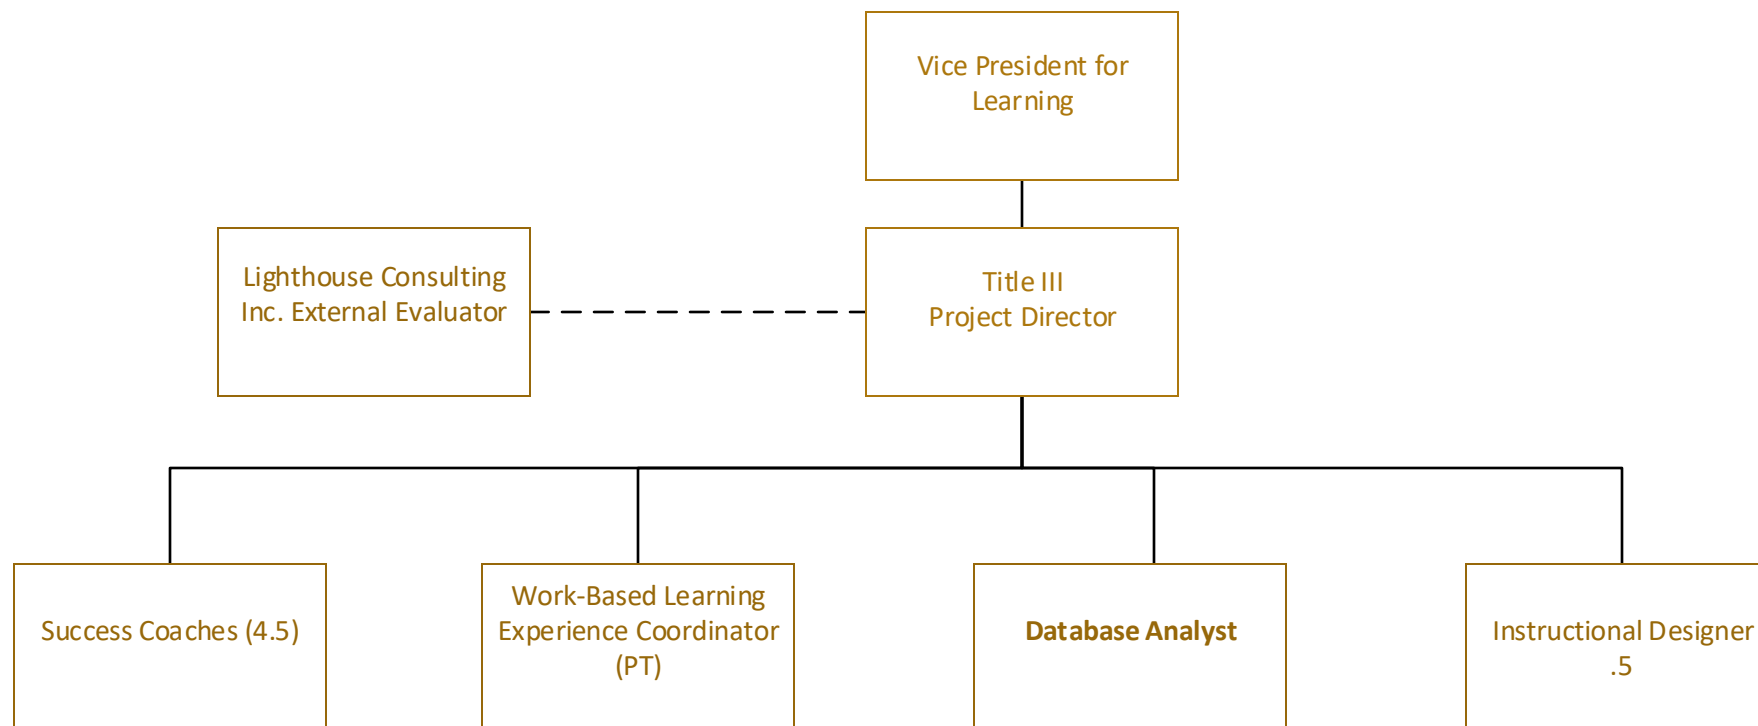 Vice President for
Learning
Lighthouse Consulting
Inc. External Evaluator
Title III
Project Director
Success Coaches (4.5)
Work-Based Learning
Experience Coordinator
(PT)
Database Analyst
Instructional Designer
.5